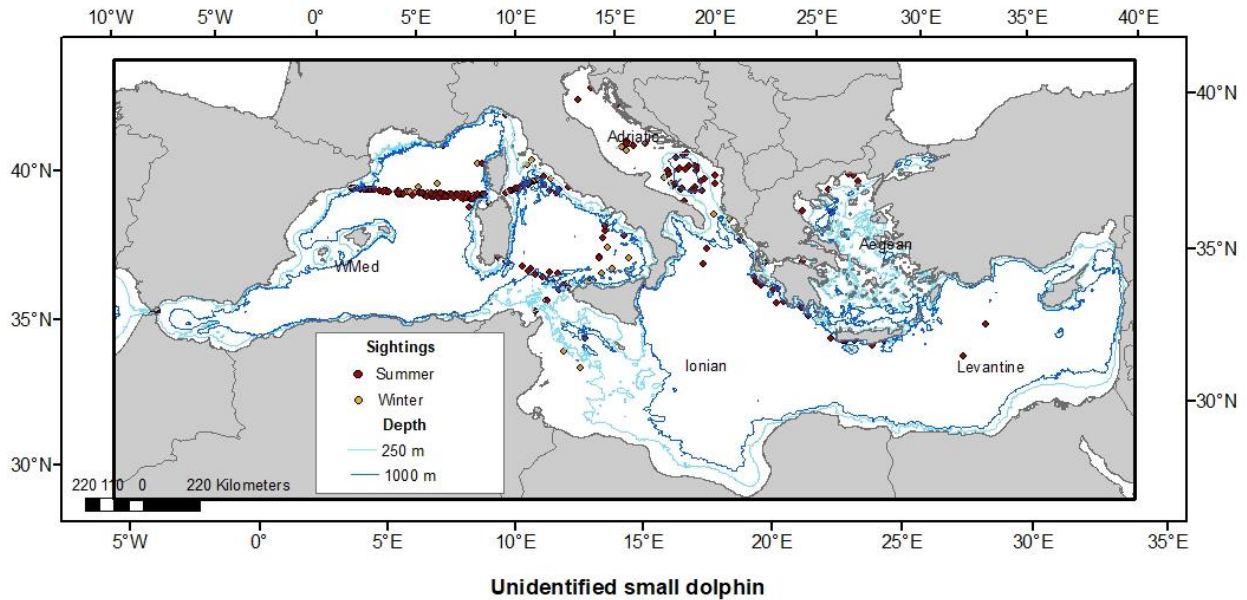 10°W 5°W 0° 5°E 10°E 15°E 20°E 25°E 30°E 35°E 40°E
40°N
Adriatic
40°N
Aegean
35°N
WMed
35°N
Sightings
Ionian
Levantine
Summer
Winter
30°N
Depth
250 m
30°N
1000 m
220 110 0 220 Kilometers
5°W 0° 5°E 10°E 15°E 20°E 25°E 30°E 35°E
Unidentified small dolphin